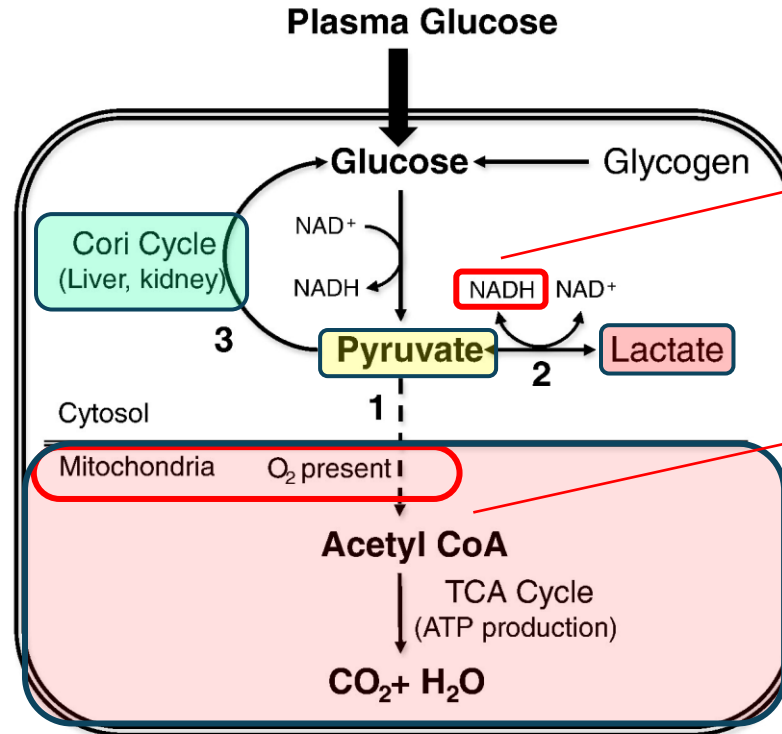 Plasma Glucose
Glucose
Glycogen
Cori Cycle
(Liver, kidney)
NAD+
NADH
NADH
NAD+
3
Pyruvate
2
Lactate
1
Cytosol
Mitochondria
O2 present
Acetyl CoA
TCA Cycle
(ATP production)
CO2+ H2O